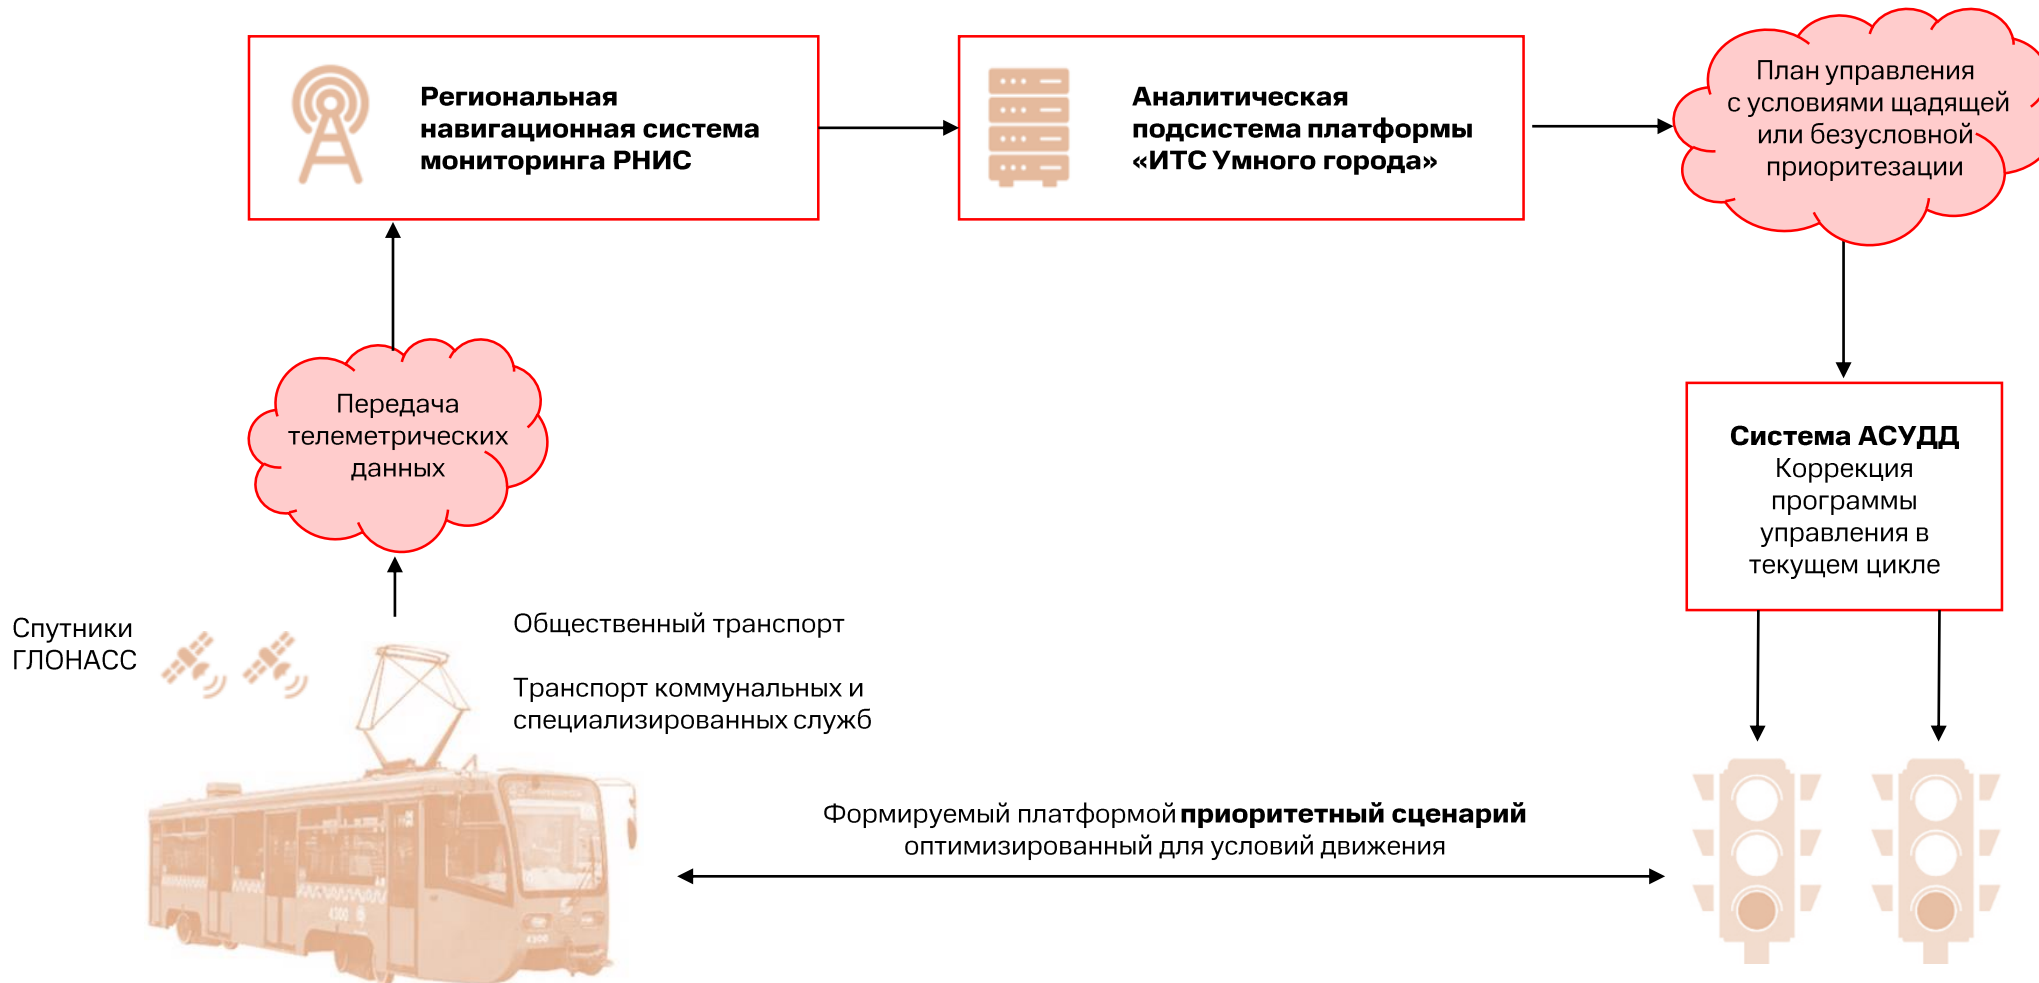 Региональная
навигационная система
мониторинга РНИС
Аналитическая
подсистема платформы
«ИТС Умного города»
План управления
с условиями щадящей
или безусловной
приоритезации
Передача
телеметрических
данных
Система АСУДД
Коррекция
программы
управления в
текущем цикле
Спутники
ГЛОНАСС
Общественный транспорт
Транспорт коммунальных и
специализированных служб
Формируемый платформой приоритетный сценарий
оптимизированный для условий движения
4300
4300